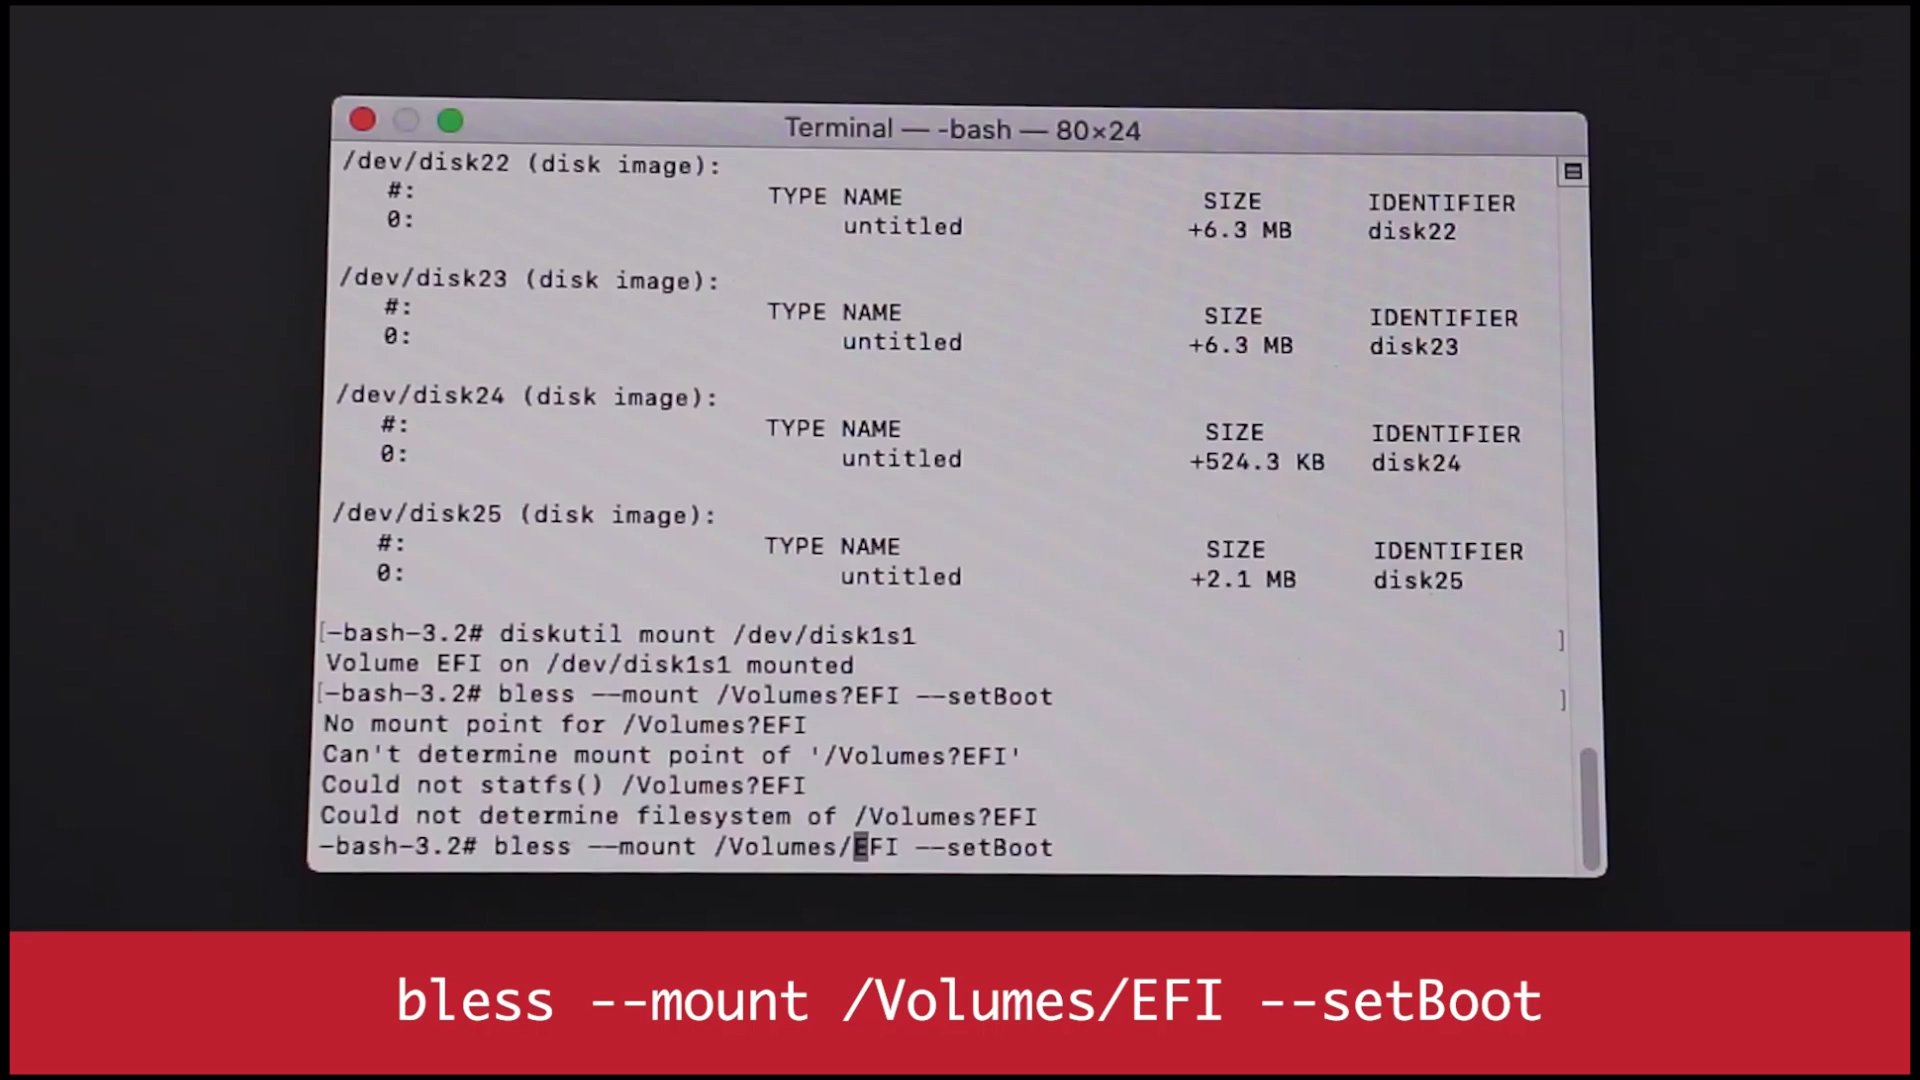 Terminal — -bash — 80×24
/dev/disk22 (disk image):
#: TYPE NAME SIZE IDENTIFIER
0: untitled +6.3 MB disk22
/dev/disk23 (disk image):
#: TYPE NAME SIZE IDENTIFIER
0: untitled +6.3 MB disk23
/dev/disk24 (disk image):
#: TYPE NAME SIZE IDENTIFIER
0: untitled +524.3 KB disk24
/dev/disk25 (disk image):
#: TYPE NAME SIZE IDENTIFIER
0: untitled +2.1 MB disk25
[-bash-3.2# diskutil mount /dev/disk1s1 ]
Volume EFI on /dev/disk1s1 mounted
[-bash-3.2# bless --mount /Volumes?EFI --setBoot ]
No mount point for /Volumes?EFI
Can't determine mount point of '/Volumes?EFI'
Could not statfs() /Volumes?EFI
Could not determine filesystem of /Volumes?EFI
-bash-3.2# bless --mount /Volumes/EFI --setBoot
bless --mount /Volumes/EFI --setBoot